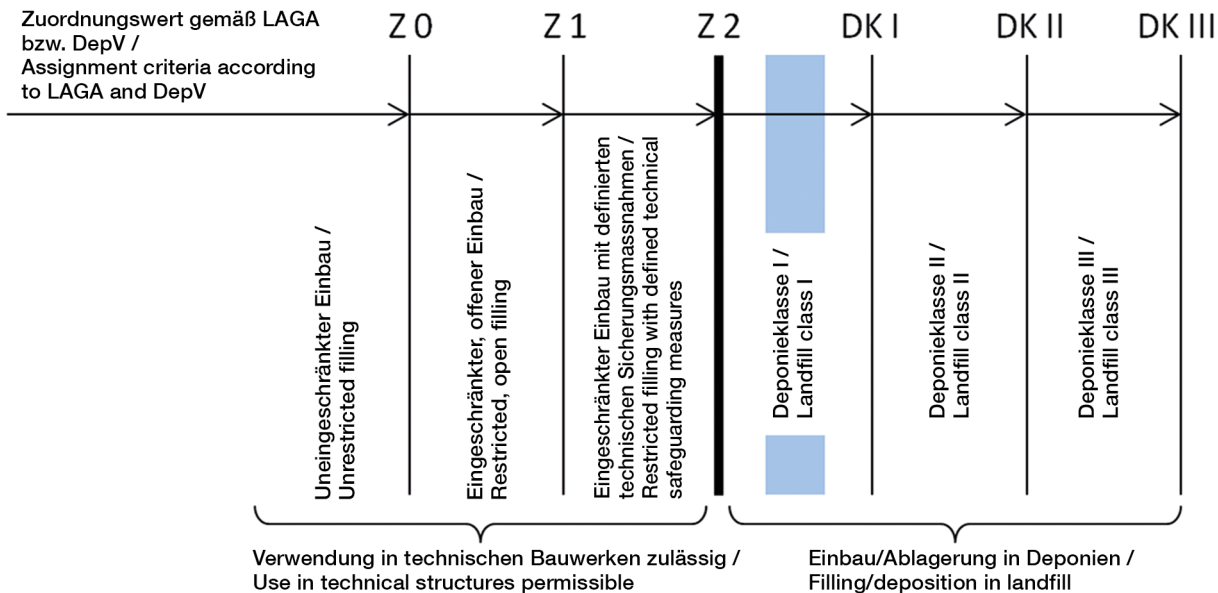 Zuordnungswert gemäß LAGA
bzw. DepV /
Assignment criteria according
to LAGA and DepV
Z 0
Z 1
Z 2
DK I
DK II
DK III
Uneingeschränkter Einbau /
Unrestricted filling
Eingeschränkter, offener Einbau /
Restricted, open filling
Eingeschränkter Einbau mit definierten
technischen Sicherungsmassnahmen /
Restricted filling with defined technical
safeguarding measures
Deponieklasse I /
Landfill class I
Deponieklasse II /
Landfill class II
Deponieklasse III /
Landfill class III
Verwendung in technischen Bauwerken zulässig /
Use in technical structures permissible
Einbau/Ablagerung in Deponien /
Filling/deposition in landfill